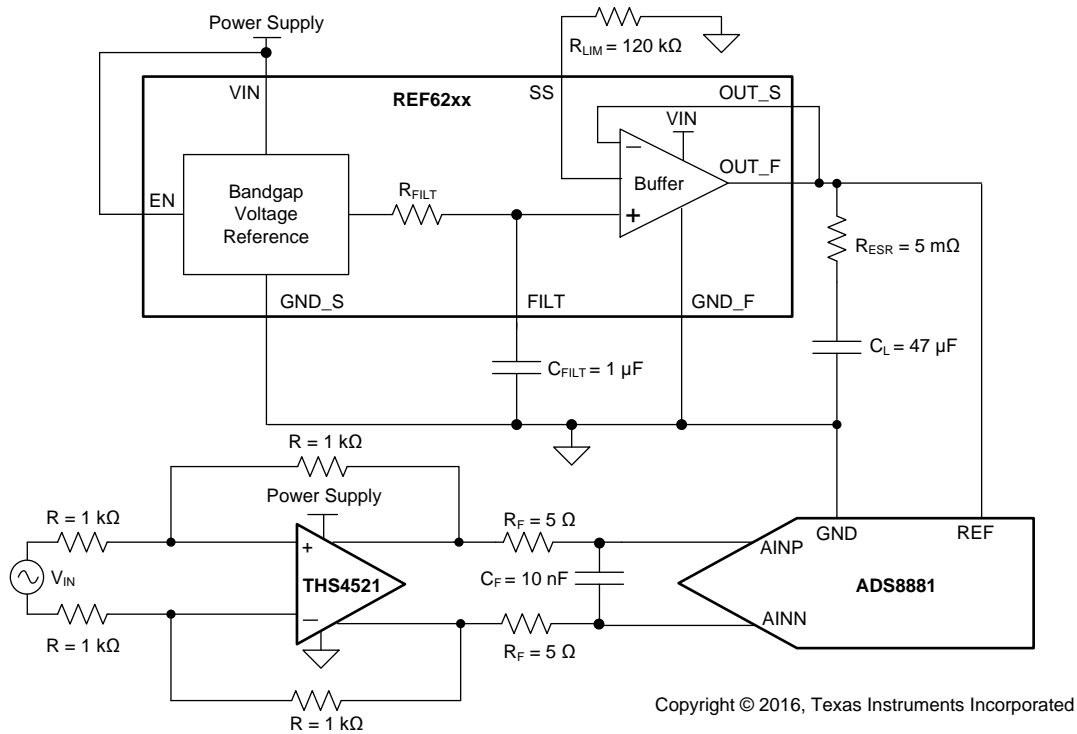 Power Supply
R_LIM = 120 kΩ
VIN
REF62xx
SS
OUT_S
VIN
OUT_F
EN
Bandgap
Voltage
Reference
R_FILT
−
Buffer
+
R_ESR = 5 mΩ
GND_S
FILT
GND_F
C_FILT = 1 µF
C_L = 47 µF
R = 1 kΩ
Power Supply
R = 1 kΩ
R_F = 5 Ω
GND
REF
+
AINP
V_IN
THS4521
C_F = 10 nF
ADS8881
−
AINN
R = 1 kΩ
R_F = 5 Ω
R = 1 kΩ
Copyright © 2016, Texas Instruments Incorporated